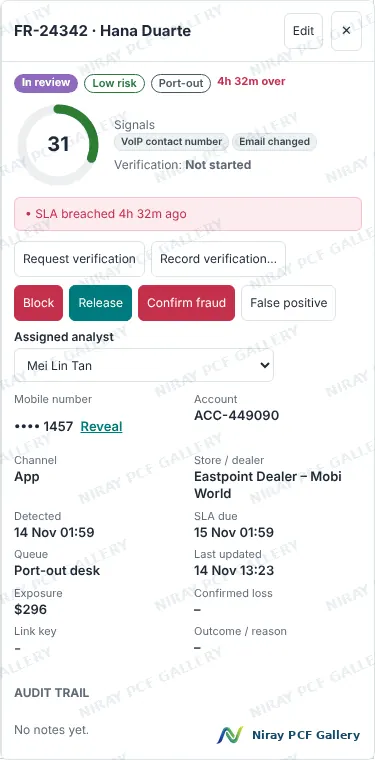 FR-24342 · Hana Duarte
Edit
×
In review
Low risk
Port-out
4h 32m over
31
Signals
VoIP contact number
Email changed
Verification: Not started
• SLA breached 4h 32m ago
Request verification
Record verification...
Block
Release
Confirm fraud
False positive
Assigned analyst
Mei Lin Tan
Mobile number
Account
•••• 1457 Reveal
ACC-449090
Channel
Store / dealer
App
Eastpoint Dealer – Mobi
World
Detected
SLA due
14 Nov 01:59
15 Nov 01:59
Queue
Last updated
Port-out desk
14 Nov 13:23
Exposure
Confirmed loss
$296
–
Link key
Outcome / reason
–
–
AUDIT TRAIL
No notes yet.
Niray PCF Gallery
NIRAY PCF GALLERY